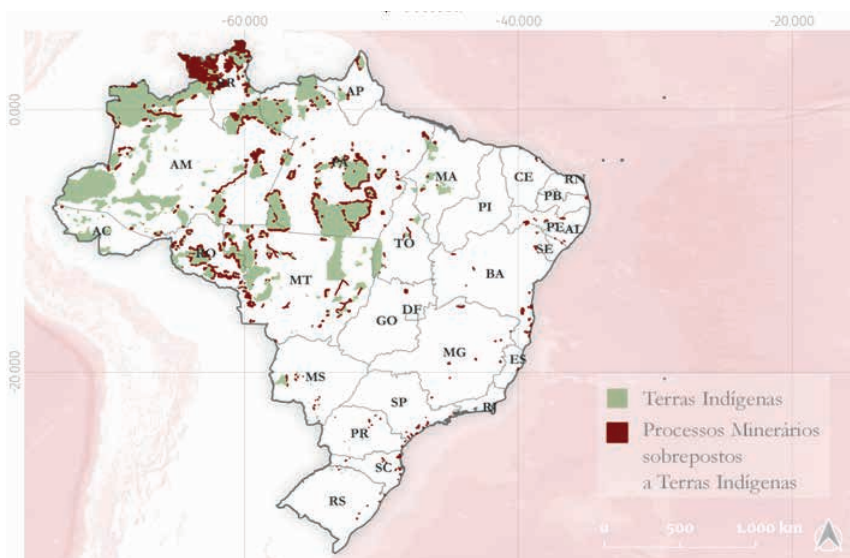 -60.000
-40.000
-20.000
0.000
-20.000
AP
AM
MA
CE
RN
PB
PI
PE
AL
SE
AC
RO
TO
MT
BA
DF
GO
MG
ES
MS
SP
RJ
PR
SC
RS
Terras Indígenas
Processos Minerários
sobrepostos
a Terras Indígenas
0 500 1.000 km